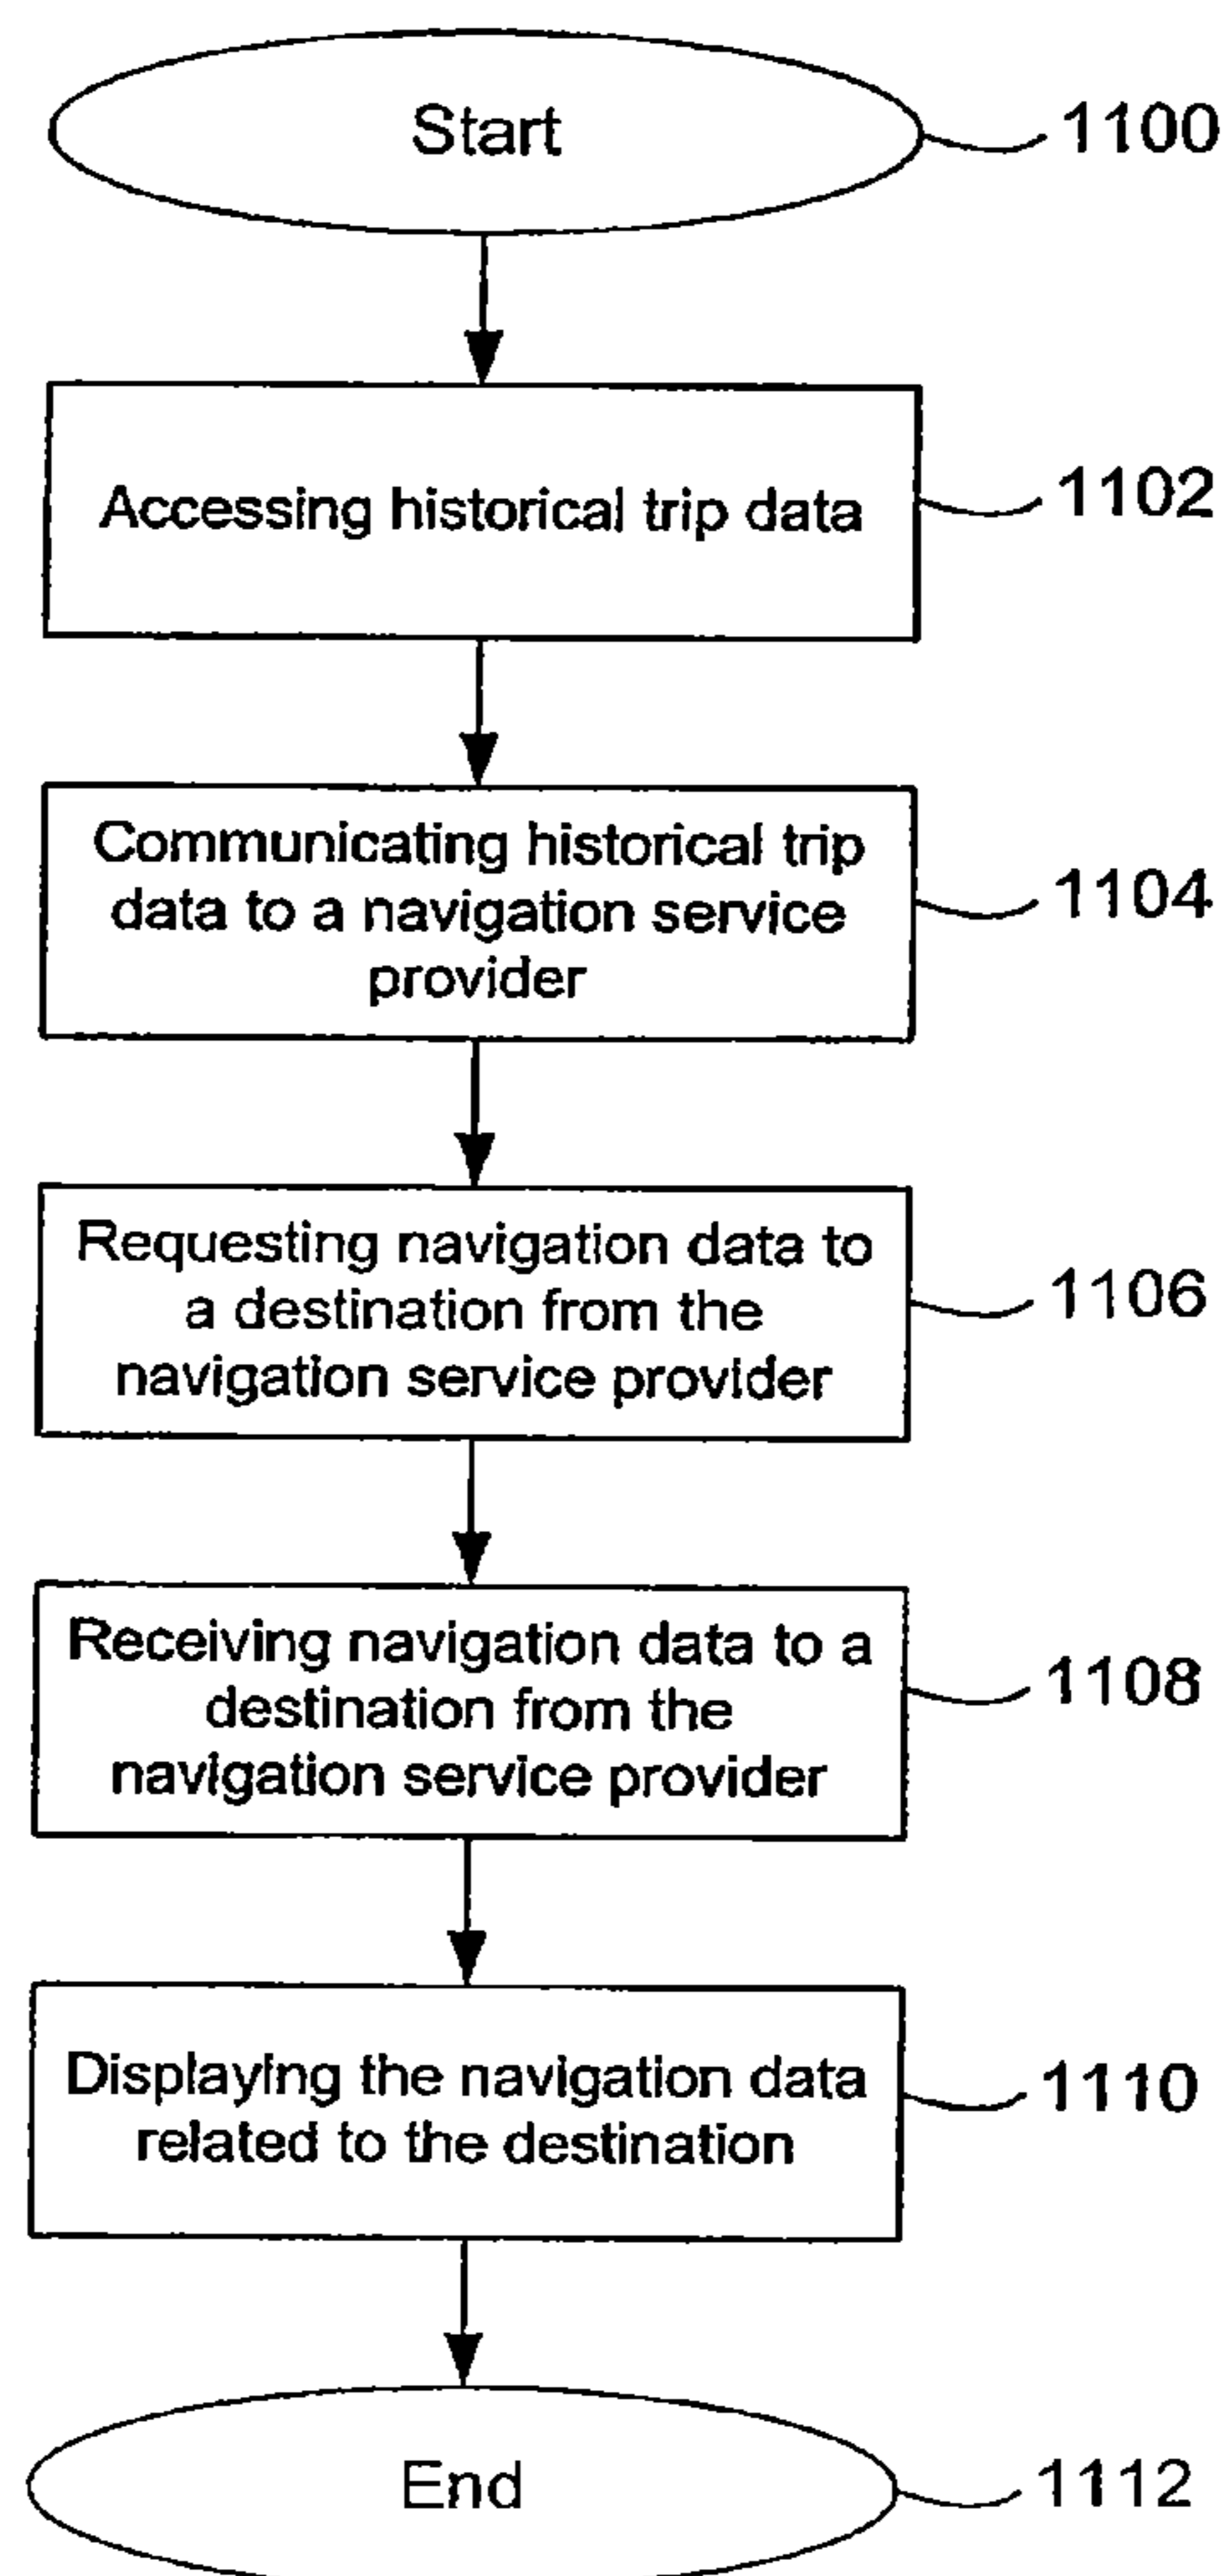 Start
1100
Accessing historical trip data
1102
Communicating historical trip
data to a navigation service
provider
1104
Requesting navigation data to
a destination from the
navigation service provider
1106
Receiving navigation data to a
destination from the
navigation service provider
1108
Displaying the navigation data
related to the destination
1110
End
1112